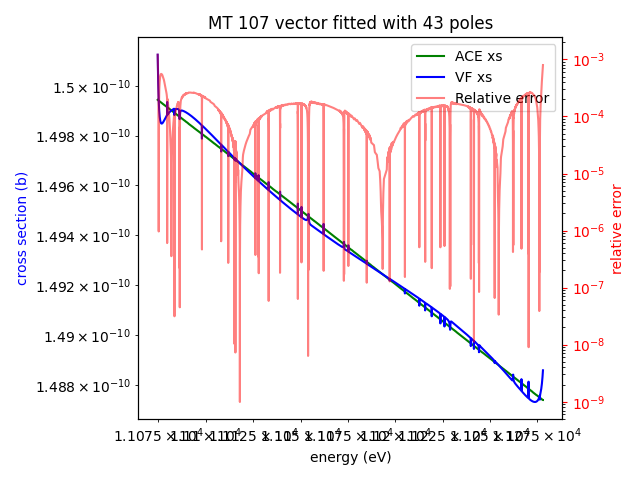 MT 107 vector fitted with 43 poles
ACE xs
VF xs
Relative error
1.5 × 10⁻¹⁰
1.498 × 10⁻¹⁰
1.496 × 10⁻¹⁰
1.494 × 10⁻¹⁰
1.492 × 10⁻¹⁰
1.49 × 10⁻¹⁰
1.488 × 10⁻¹⁰
cross section (b)
10⁻³
10⁻⁴
10⁻⁵
10⁻⁶
10⁻⁷
10⁻⁸
10⁻⁹
relative error
energy (eV)